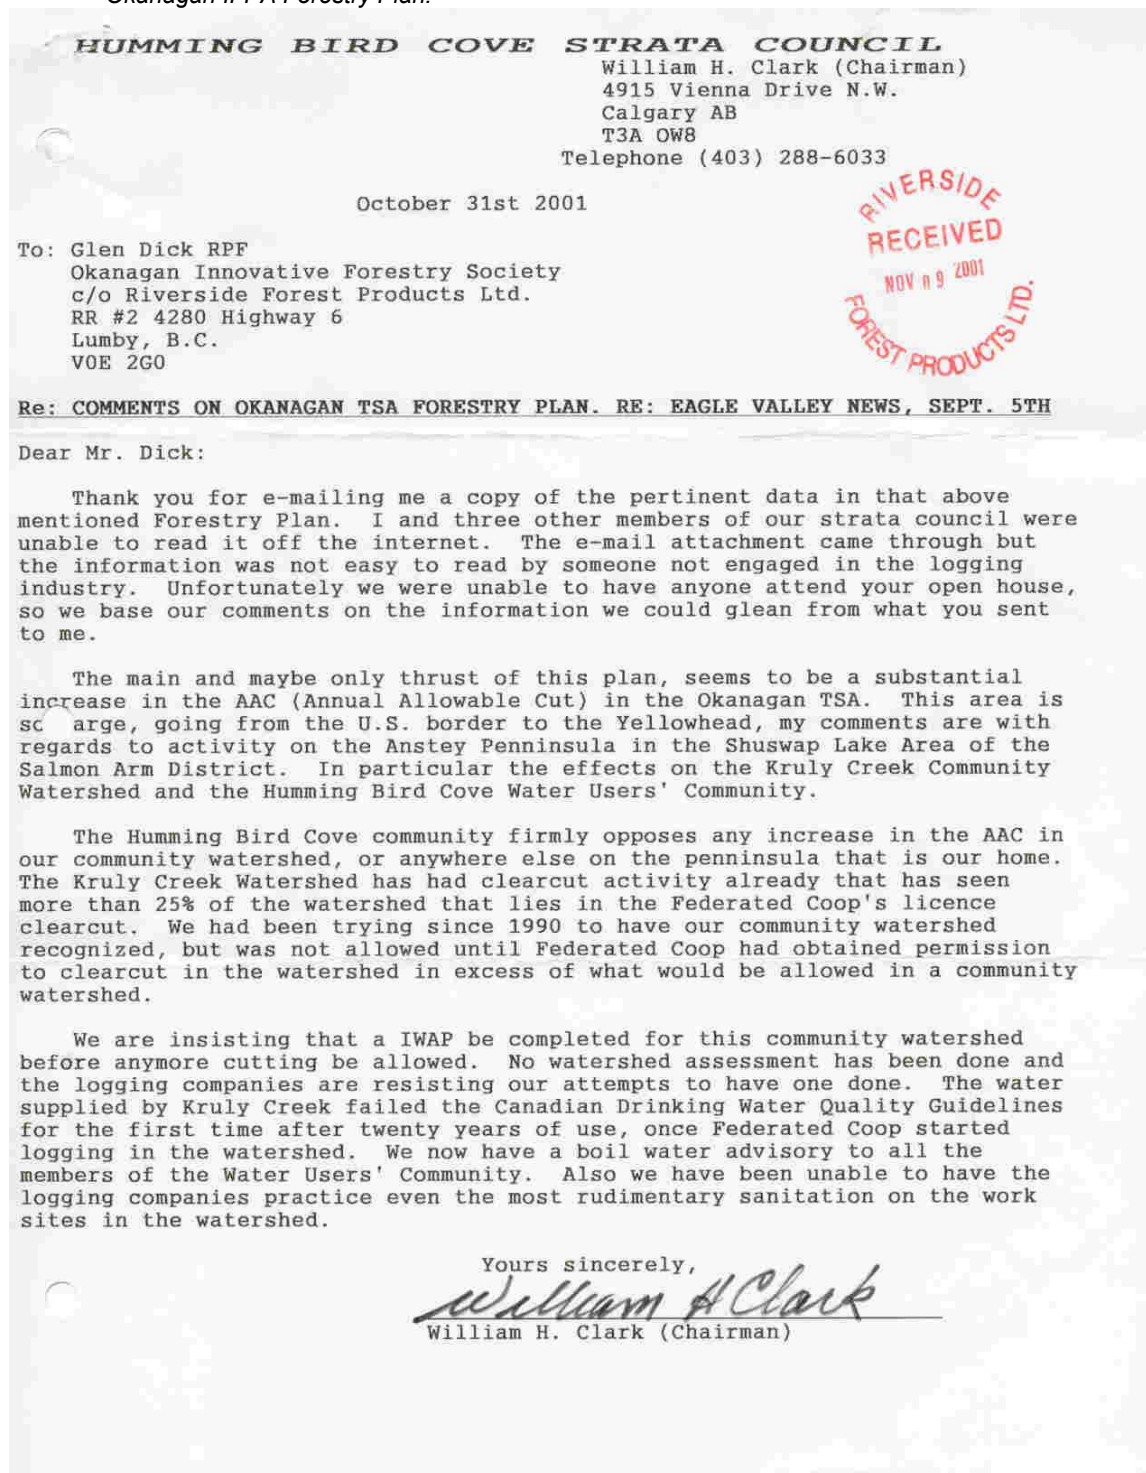 Okanagan IFPA Forestry Plan.
HUMMING BIRD COVE STRATA COUNCIL
William H. Clark (Chairman)
4915 Vienna Drive N.W.
Calgary AB
T3A OW8
Telephone (403) 288-6033
October 31st 2001
RIVERSIDE
RECEIVED
NOV 09 2001
FOREST PRODUCTS LTD.
To: Glen Dick RPF
Okanagan Innovative Forestry Society
c/o Riverside Forest Products Ltd.
RR #2 4280 Highway 6
Lumby, B.C.
V0E 2G0
Re: COMMENTS ON OKANAGAN TSA FORESTRY PLAN. RE: EAGLE VALLEY NEWS, SEPT. 5TH
Dear Mr. Dick:
Thank you for e-mailing me a copy of the pertinent data in that above
mentioned Forestry Plan. I and three other members of our strata council were
unable to read it off the internet. The e-mail attachment came through but
the information was not easy to read by someone not engaged in the logging
industry. Unfortunately we were unable to have anyone attend your open house,
so we base our comments on the information we could glean from what you sent
to me.
The main and maybe only thrust of this plan, seems to be a substantial
increase in the AAC (Annual Allowable Cut) in the Okanagan TSA. This area is
so arge, going from the U.S. border to the Yellowhead, my comments are with
regards to activity on the Anstey Penninsula in the Shuswap Lake Area of the
Salmon Arm District. In particular the effects on the Kruly Creek Community
Watershed and the Humming Bird Cove Water Users' Community.
The Humming Bird Cove community firmly opposes any increase in the AAC in
our community watershed, or anywhere else on the penninsula that is our home.
The Kruly Creek Watershed has had clearcut activity already that has seen
more than 25% of the watershed that lies in the Federated Coop's licence
clearcut. We had been trying since 1990 to have our community watershed
recognized, but was not allowed until Federated Coop had obtained permission
to clearcut in the watershed in excess of what would be allowed in a community
watershed.
We are insisting that a IWAP be completed for this community watershed
before anymore cutting be allowed. No watershed assessment has been done and
the logging companies are resisting our attempts to have one done. The water
supplied by Kruly Creek failed the Canadian Drinking Water Quality Guidelines
for the first time after twenty years of use, once Federated Coop started
logging in the watershed. We now have a boil water advisory to all the
members of the Water Users' Community. Also we have been unable to have the
logging companies practice even the most rudimentary sanitation on the work
sites in the watershed.
Yours sincerely,
William H Clark
William H. Clark (Chairman)